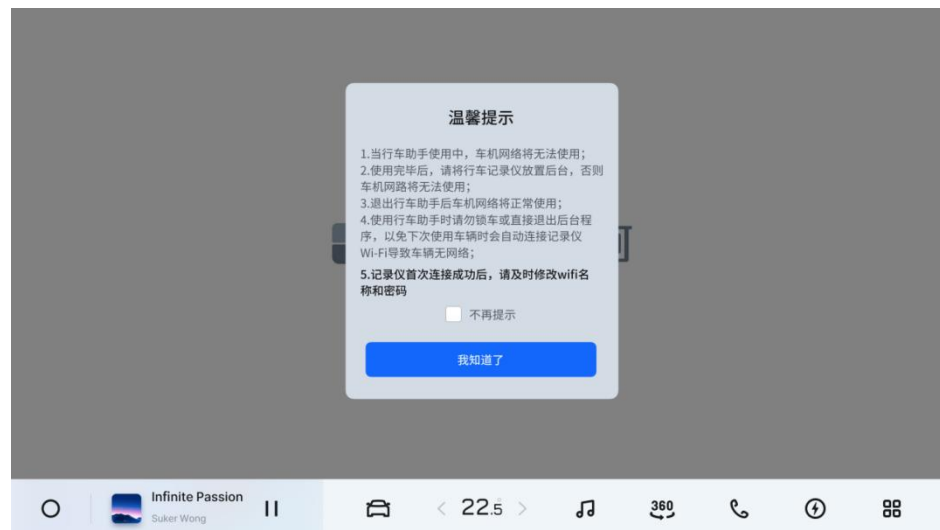 温馨提示
1.当行车助手使用中，车机网络将无法使用；
2.使用完毕后，请将行车记录仪放置后台，否则
车机网路将无法使用；
3.退出行车助手后车机网络将正常使用；
4.使用行车助手时请勿锁车或直接退出后台程
序，以免下次使用车辆时会自动连接记录仪
Wi-Fi导致车辆无网络；
5.记录仪首次连接成功后，请及时修改wifi名
称和密码
不再提示
我知道了
Infinite Passion
Suker Wong
22.5
360